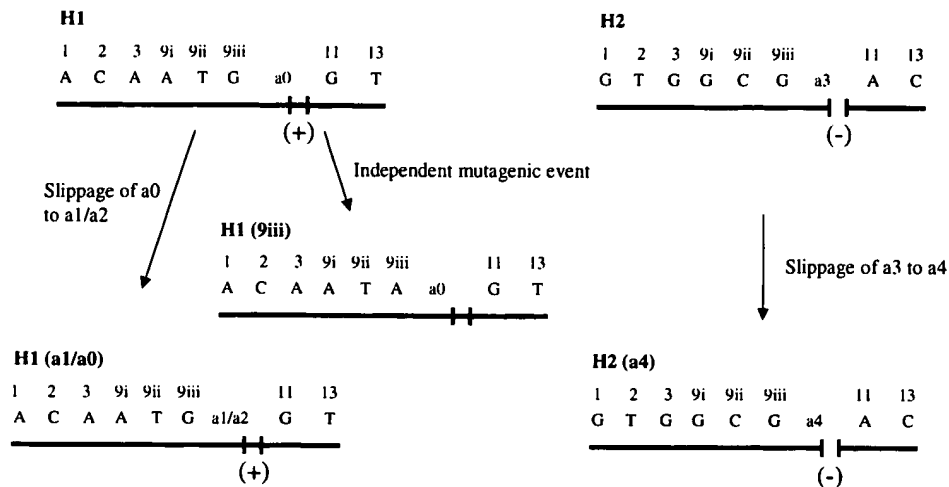 H1
1 2 3 9i 9ii 9iii 11 13
A C A A T G a0 G T
(+)
H2
1 2 3 9i 9ii 9iii 11 13
G T G G C G a3 A C
(-)
Slippage of a0
to a1/a2
Independent mutagenic event
H1 (9iii)
1 2 3 9i 9ii 9iii 11 13
A C A A T A a0 G T
Slippage of a3 to a4
H1 (a1/a0)
1 2 3 9i 9ii 9iii 11 13
A C A A T G a1/a2 G T
(+)
H2 (a4)
1 2 3 9i 9ii 9iii 11 13
G T G G C G a4 A C
(-)